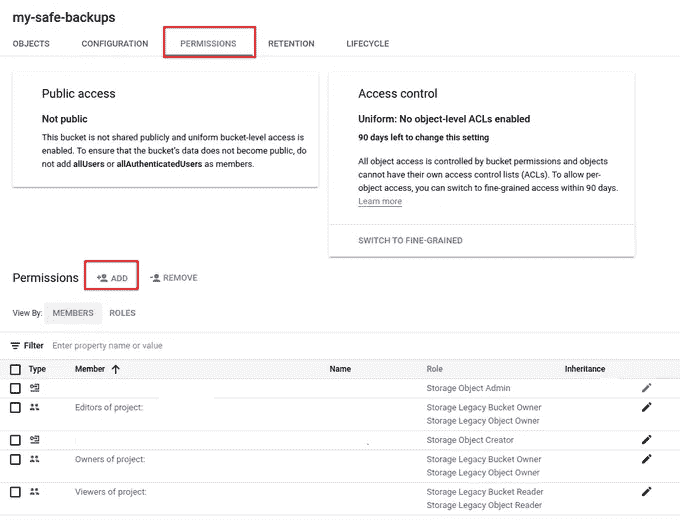 my-safe-backups
OBJECTS CONFIGURATION PERMISSIONS RETENTION LIFECYCLE
Public access
Not public
This bucket is not shared publicly and uniform bucket-level access is
enabled. To ensure that the bucket's data does not become public, do
not add allUsers or allAuthenticatedUsers as members.
Access control
Uniform: No object-level ACLs enabled
90 days left to change this setting
All object access is controlled by bucket permissions and objects
cannot have their own access control lists (ACLs). To allow per-
object access, you can switch to fine-grained access within 90 days.
Learn more
SWITCH TO FINE-GRAINED
Permissions ADD REMOVE
View By: MEMBERS ROLES
Filter Enter property name or value
Type Member Name Role Inheritance
Storage Object Admin
Editors of project: Storage Legacy Bucket Owner
Storage Legacy Object Owner
Storage Object Creator
Owners of project: Storage Legacy Bucket Owner
Storage Legacy Object Owner
Viewers of project: Storage Legacy Bucket Reader
Storage Legacy Object Reader